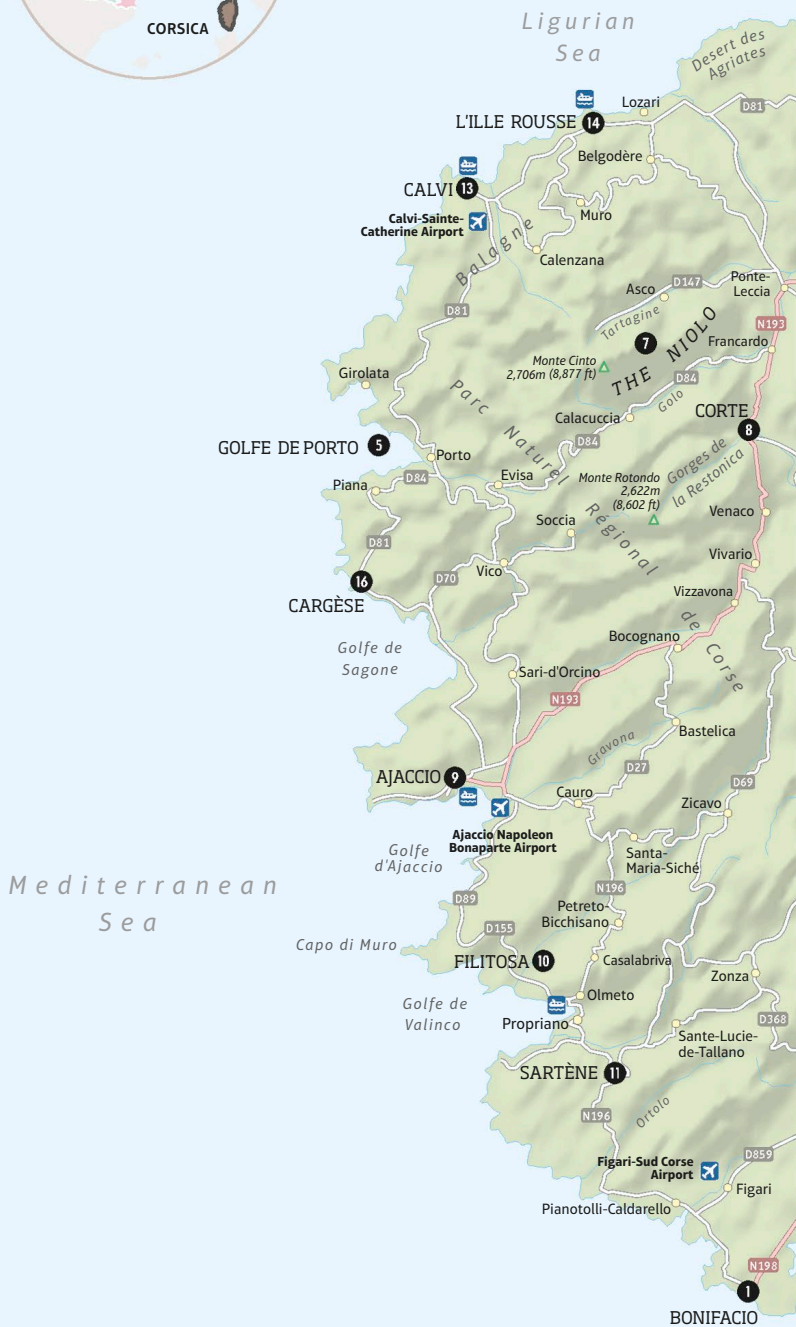 CORSICA
Ligurian
Sea
Desert des
Agriates
Lozari
D81
L'ILLE ROUSSE 14
Belgodère
CALVI 13
Muro
Calvi-Sainte-
Catherine Airport
Balagne
Calenzana
Asco
D147
Ponte-
Leccia
D81
Tartagine
N193
7
THE NIOLO
Francardo
Monte Cinto
2,706m (8,877 ft)
Girolata
D84
Golo
CORTE
8
Calacuccia
Parc Naturel Règional de Corse
GOLFE DE PORTO 5
D84
Porto
Gorges de
la Restonica
Evisa
Monte Rotondo
2,622m
(8,602 ft)
Piana
D84
Venaco
Soccia
D81
Vivario
Vico
16
CARGÈSE
D70
Vizzavona
Bocognano
Golfe de
Sagone
Sari-d'Orcino
N193
Bastelica
Gravona
D27
AJACCIO 9
D69
Cauro
Zicavo
Ajaccio Napoleon
Bonaparte Airport
Golfe
d'Ajaccio
Santa-
Maria-Siché
Mediterranean
Sea
N196
D89
Petreto-
Bicchisano
D155
Capo di Muro
FILITOSA 10
Casalabriva
Zonza
Golfe de
Valinco
Olmeto
Propriano
D368
Sante-Lucie-
de-Tallano
SARTÈNE 11
N196
Ortolo
D859
Figari-Sud Corse
Airport
Figari
Pianotolli-Caldarello
N198
1
BONIFACIO